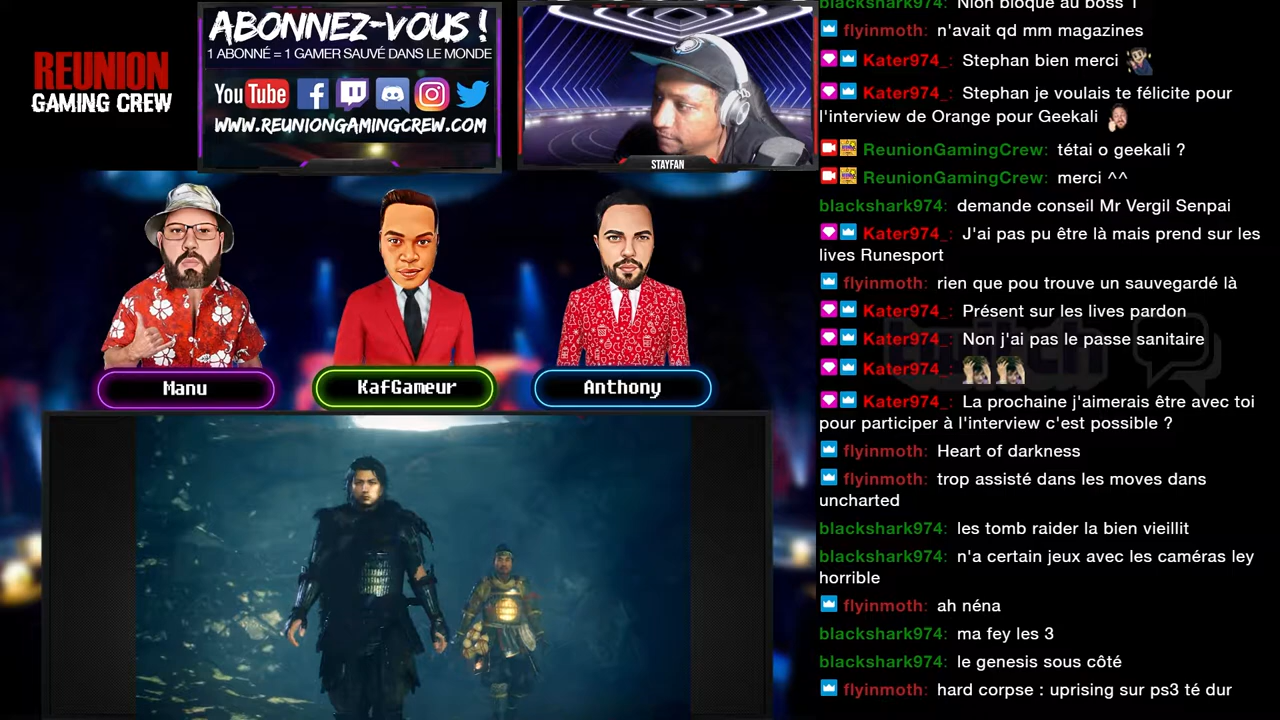 REUNION
GAMING CREW
ABONNEZ-VOUS !
1 ABONNÉ = 1 GAMER SAUVÉ DANS LE MONDE
YouTube
WWW.REUNIONGAMINGCREW.COM
STAYFAN
Manu
KafGameur
Anthony
blackshark974: Nion bloqué au boss 1
flyinmoth: n'avait qd mm magazines
Kater974_: Stephan bien merci
Kater974_: Stephan je voulais te félicite pour
l'interview de Orange pour Geekali
ReunionGamingCrew: tétai o geekali ?
ReunionGamingCrew: merci ^^
blackshark974: demande conseil Mr Vergil Senpai
Kater974_: J'ai pas pu être là mais prend sur les
lives Runesport
flyinmoth: rien que pou trouve un sauvegardé là
Kater974_: Présent sur les lives pardon
Kater974_: Non j'ai pas le passe sanitaire
Kater974_:
Kater974_: La prochaine j'aimerais être avec toi
pour participer à l'interview c'est possible ?
flyinmoth: Heart of darkness
flyinmoth: trop assisté dans les moves dans
uncharted
blackshark974: les tomb raider la bien vieillit
blackshark974: n'a certain jeux avec les caméras ley
horrible
flyinmoth: ah néna
blackshark974: ma fey les 3
blackshark974: le genesis sous côté
flyinmoth: hard corpse : uprising sur ps3 té dur